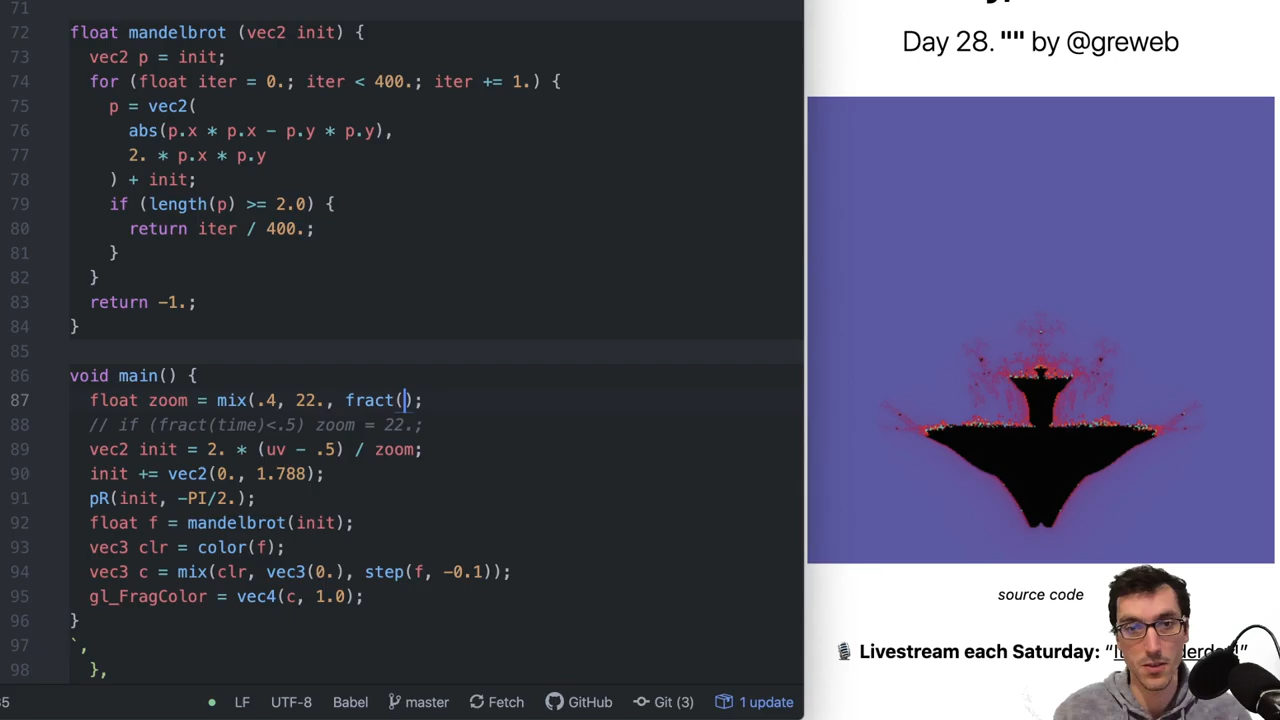 71
72 float mandelbrot (vec2 init) {
73 vec2 p = init;
74 for (float iter = 0.; iter < 400.; iter += 1.) {
75 p = vec2(
76 abs(p.x * p.x - p.y * p.y),
77 2. * p.x * p.y
78 ) + init;
79 if (length(p) >= 2.0) {
80 return iter / 400.;
81 }
82 }
83 return -1.;
84 }
85
86 void main() {
87 float zoom = mix(.4, 22., fract();
88 // if (fract(time)<.5) zoom = 22.;
89 vec2 init = 2. * (uv - .5) / zoom;
90 init += vec2(0., 1.788);
91 pR(init, -PI/2.);
92 float f = mandelbrot(init);
93 vec3 clr = color(f);
94 vec3 c = mix(clr, vec3(0.), step(f, -0.1));
95 gl_FragColor = vec4(c, 1.0);
96 }
97 `,
98 },
35 LF UTF-8 Babel master Fetch GitHub Git (3) 1 update
Day 28. "" by @greweb
source code
🎙 Livestream each Saturday: “